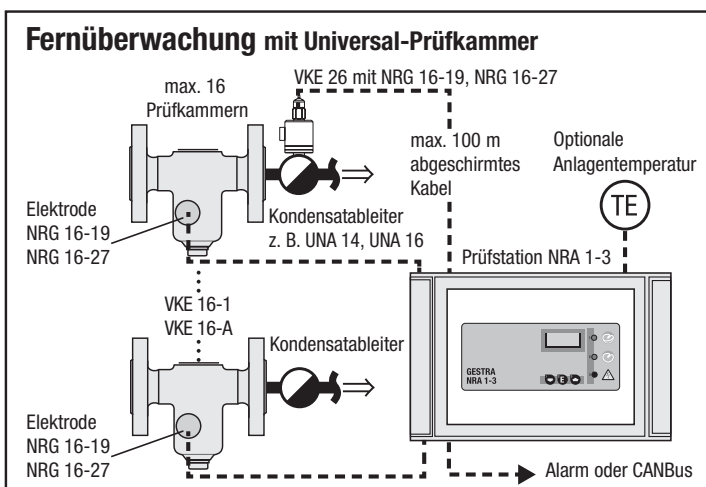 Fernüberwachung mit Universal-Prüfkammer
max. 16
Prüfkammern
VKE 26 mit NRG 16-19, NRG 16-27
max. 100 m
abgeschirmtes
Kabel
Optionale
Anlagentemperatur
TE
Elektrode
NRG 16-19
NRG 16-27
Kondensatableiter
z. B. UNA 14, UNA 16
Prüfstation NRA 1-3
VKE 16-1
VKE 16-A
Kondensatableiter
GESTRA
NRA 1-3
E
Elektrode
NRG 16-19
NRG 16-27
Alarm oder CANBus